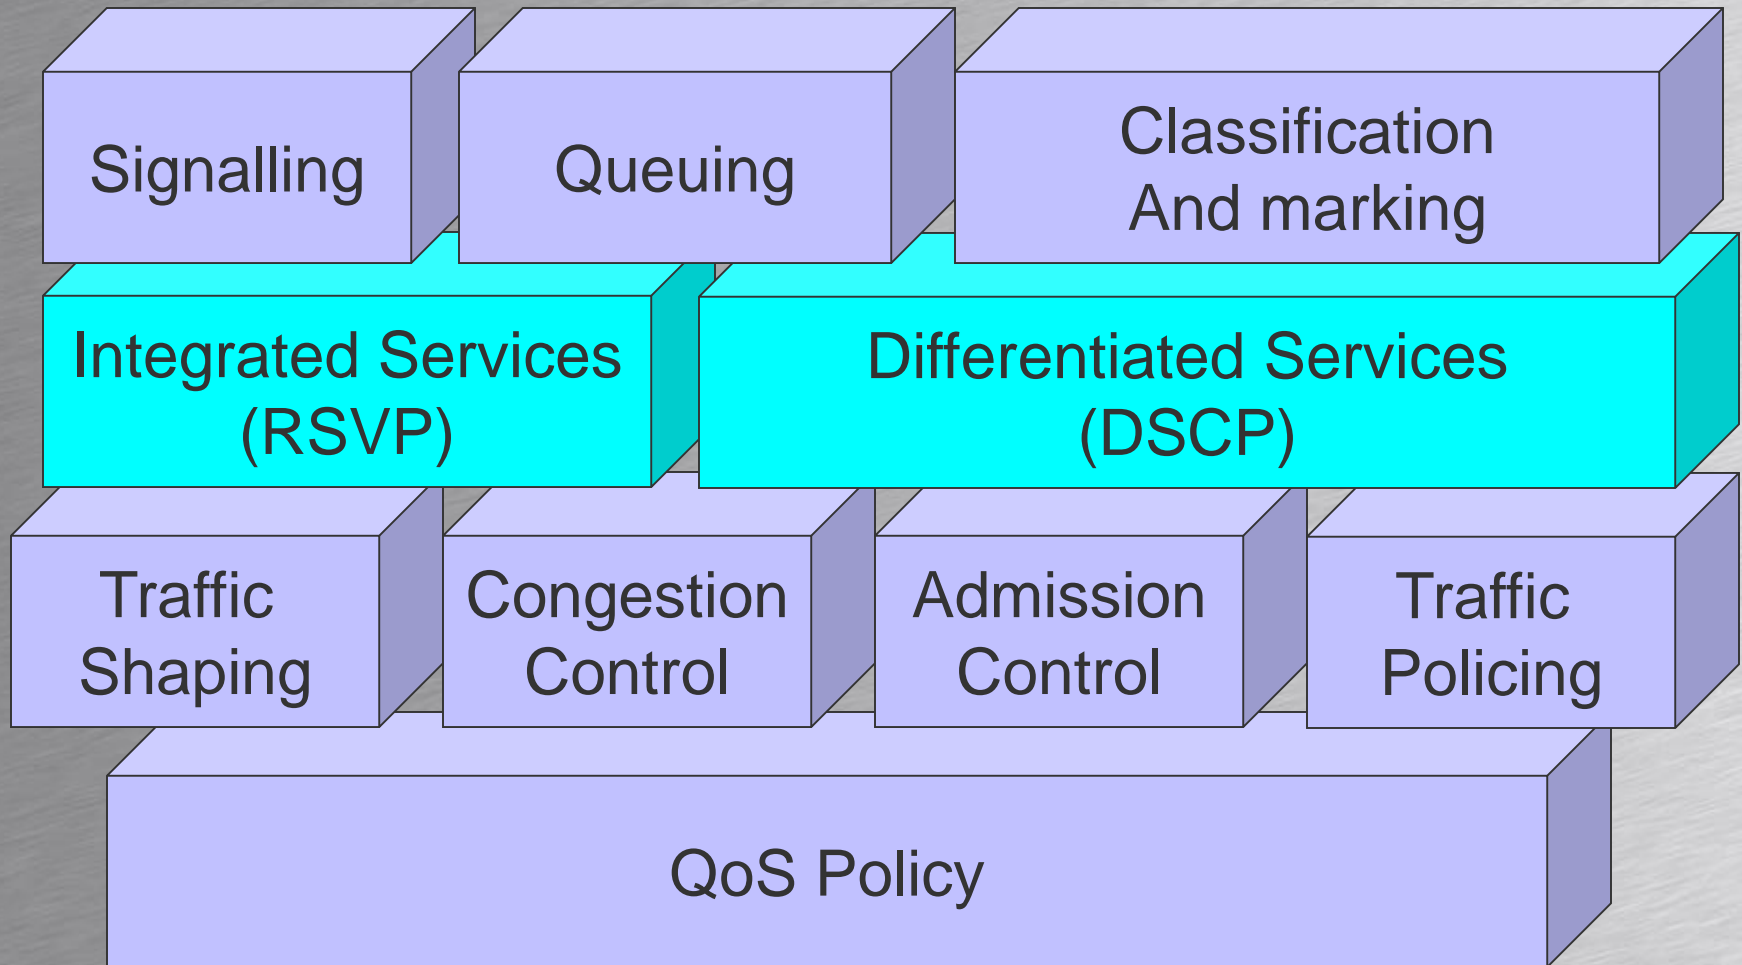 Signalling
Queuing
Classification
And marking
Integrated Services
(RSVP)
Differentiated Services
(DSCP)
Traffic
Shaping
Congestion
Control
Admission
Control
Traffic
Policing
QoS Policy